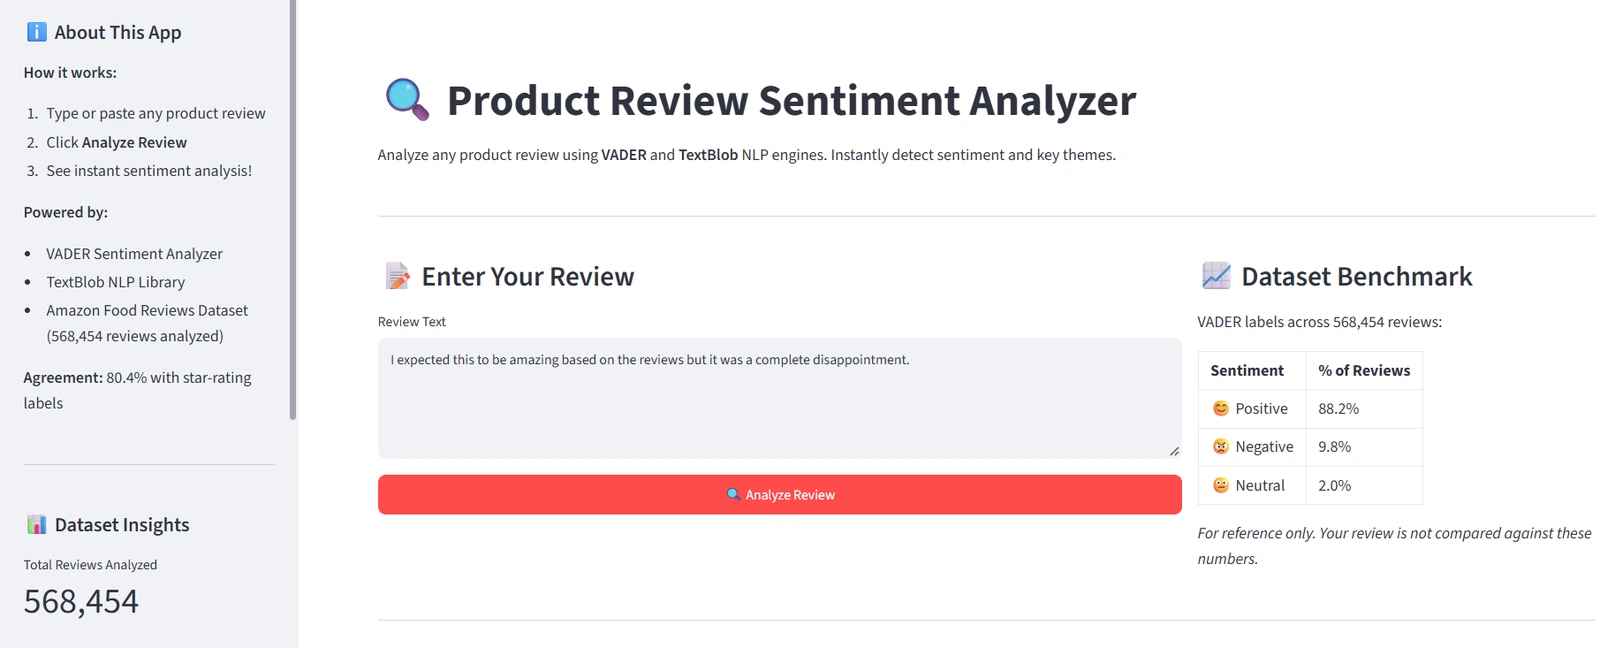 About This App
How it works:
1. Type or paste any product review
2. Click Analyze Review
3. See instant sentiment analysis!
Powered by:
• VADER Sentiment Analyzer
• TextBlob NLP Library
• Amazon Food Reviews Dataset
(568,454 reviews analyzed)
Agreement: 80.4% with star-rating
labels
Dataset Insights
Total Reviews Analyzed
568,454
Product Review Sentiment Analyzer
Analyze any product review using VADER and TextBlob NLP engines. Instantly detect sentiment and key themes.
Enter Your Review
Review Text
I expected this to be amazing based on the reviews but it was a complete disappointment.
Analyze Review
Dataset Benchmark
VADER labels across 568,454 reviews:
Sentiment % of Reviews
Positive 88.2%
Negative 9.8%
Neutral 2.0%
For reference only. Your review is not compared against these
numbers.